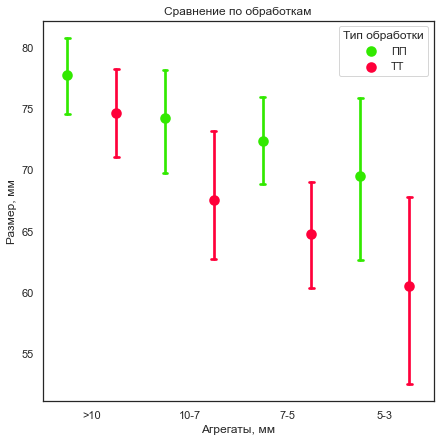 Сравнение по обработкам
Тип обработки
ПП
ТТ
Размер, мм
80
75
70
65
60
55
>10
10-7
7-5
5-3
Агрегаты, мм